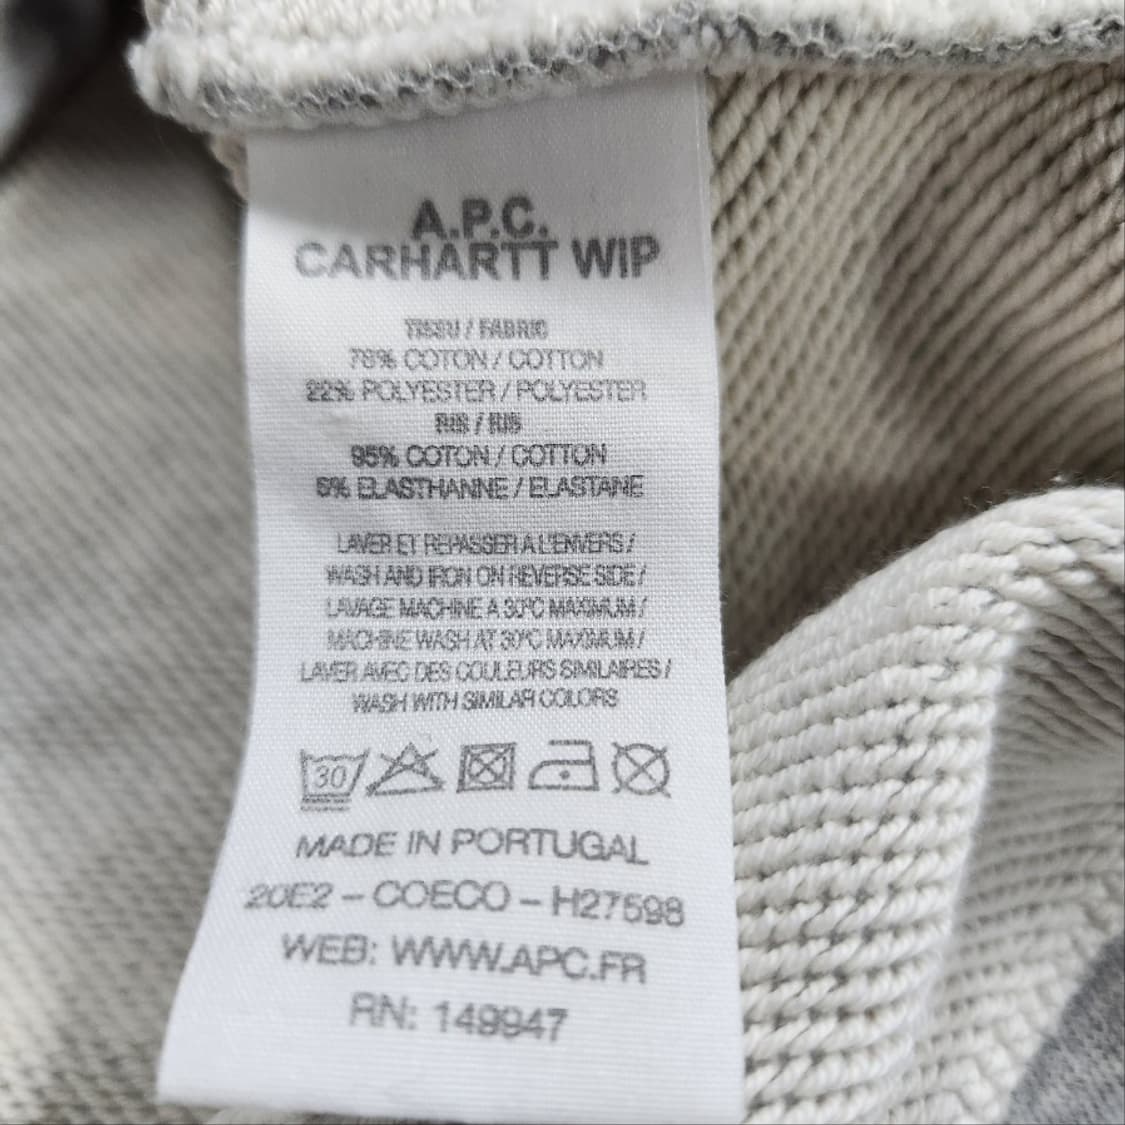 A.P.C.
CARHARTT WIP
TISSU / FABRIC
78% COTON / COTTON
22% POLYESTER / POLYESTER
RIB / RIB
95% COTON / COTTON
5% ELASTHANNE / ELASTANE
LAVER ET REPASSER A L'ENVERS /
WASH AND IRON ON REVERSE SIDE /
LAVAGE MACHINE A 30°C MAXIMUM /
MACHINE WASH AT 30°C MAXIMUM /
LAVER AVEC DES COULEURS SIMILAIRES /
WASH WITH SIMILAR COLORS
30
MADE IN PORTUGAL
20E2 - COECO - H27598
WEB: WWW.APC.FR
RN: 149947